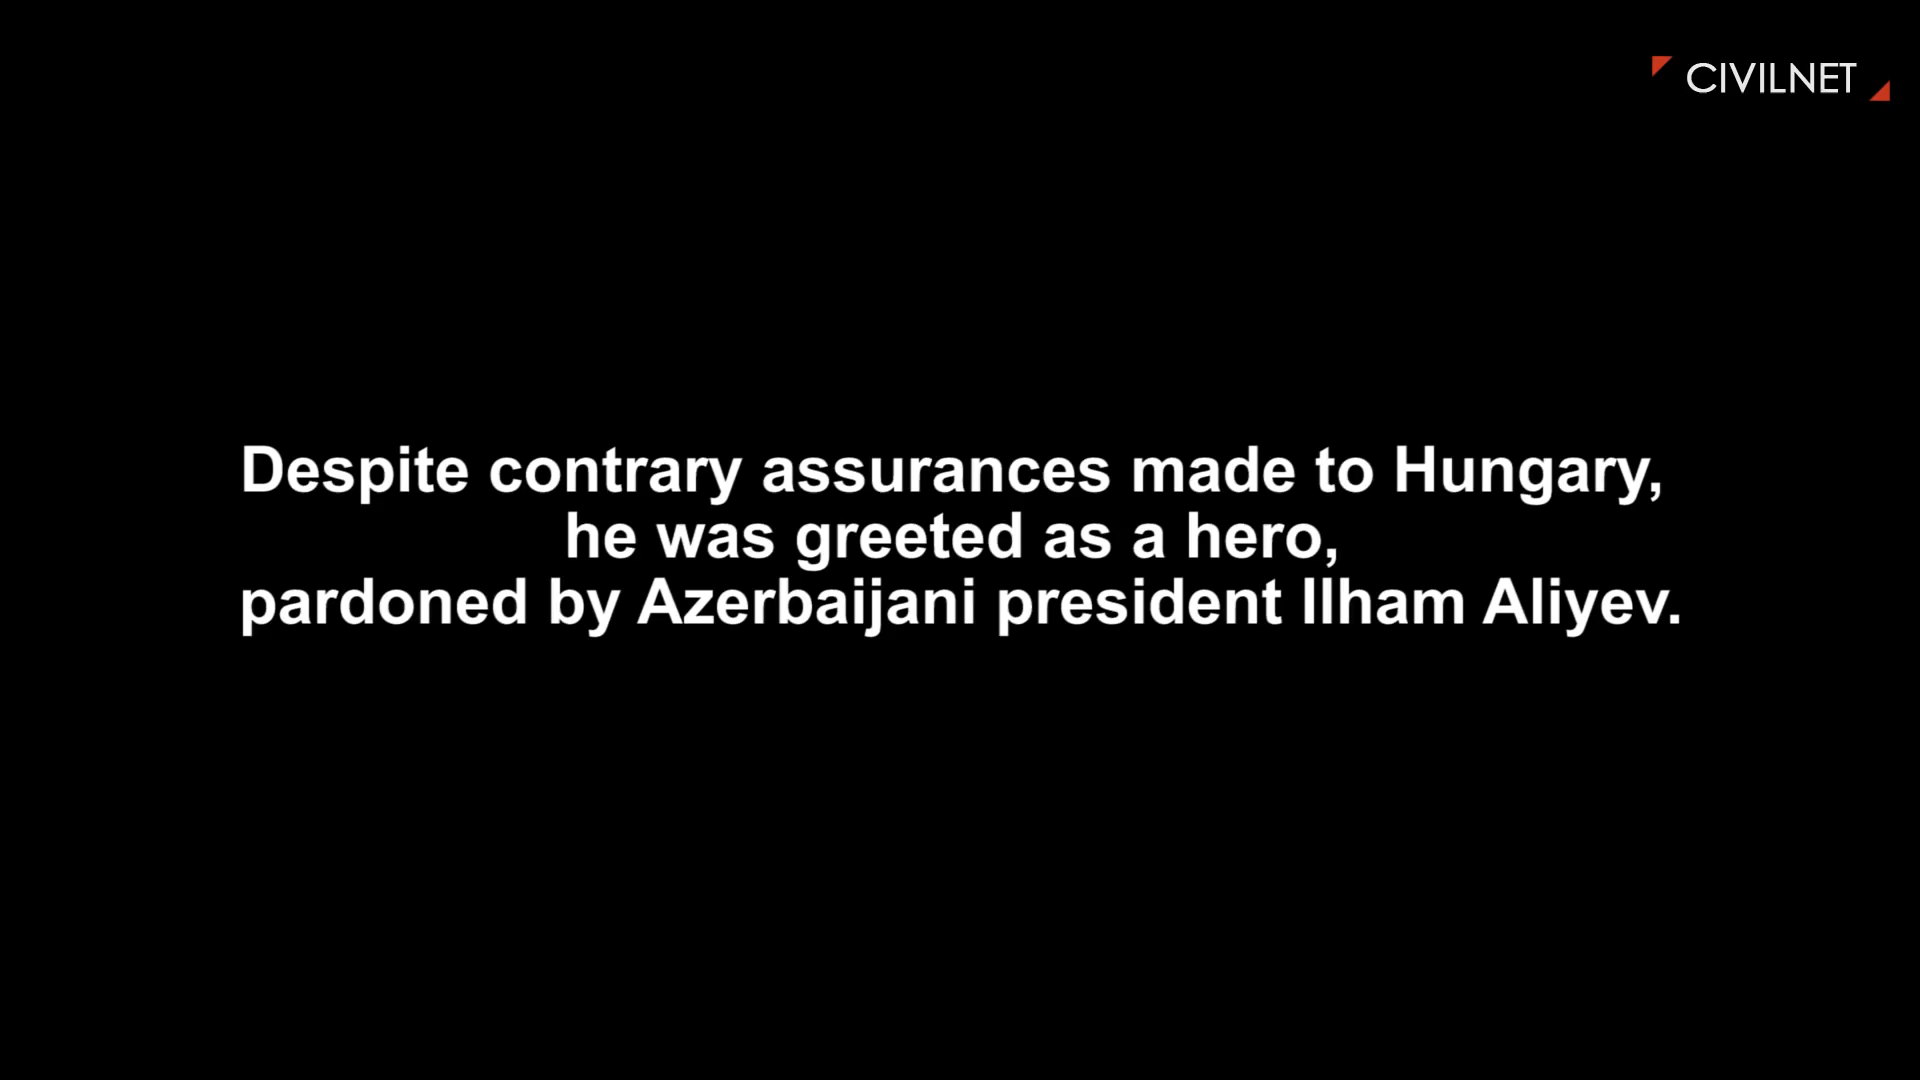 CIVILNET
Despite contrary assurances made to Hungary,
he was greeted as a hero,
pardoned by Azerbaijani president Ilham Aliyev.